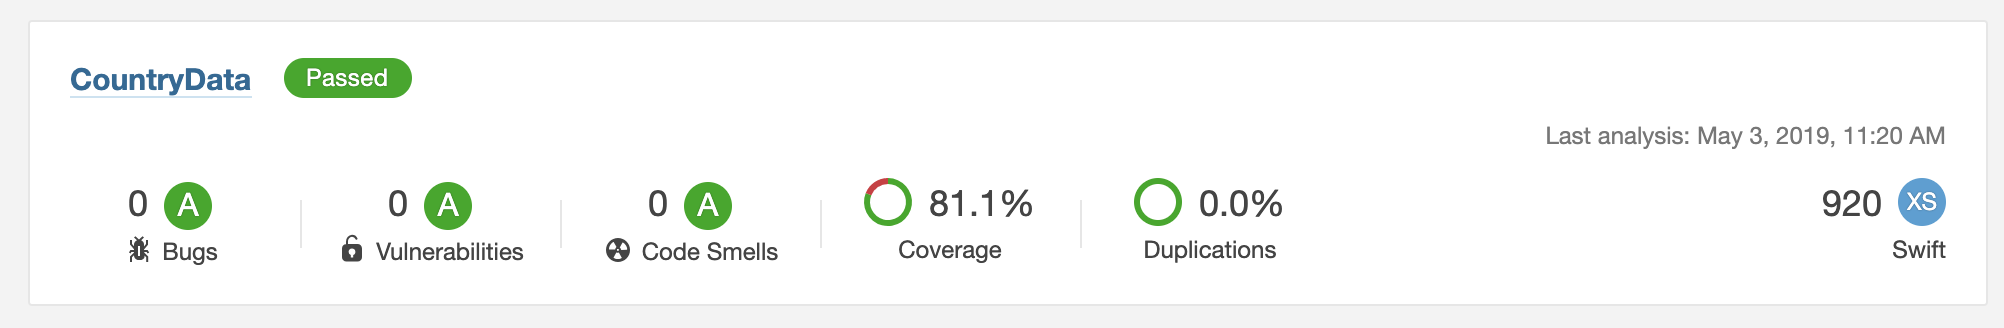 CountryData Passed
Last analysis: May 3, 2019, 11:20 AM
0 A 0 A 0 A 81.1% 0.0% 920 XS
Bugs Vulnerabilities Code Smells Coverage Duplications Swift